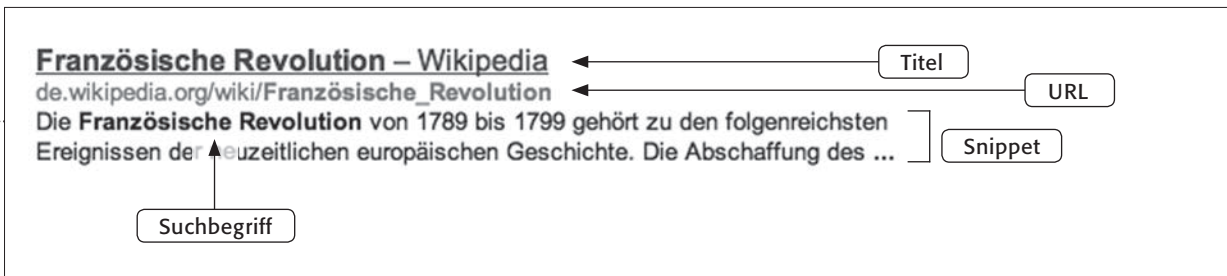 Französische Revolution – Wikipedia
Titel
de.wikipedia.org/wiki/Französische_Revolution
URL
Die Französische Revolution von 1789 bis 1799 gehört zu den folgenreichsten
Ereignissen der neuzeitlichen europäischen Geschichte. Die Abschaffung des ...
Snippet
Suchbegriff